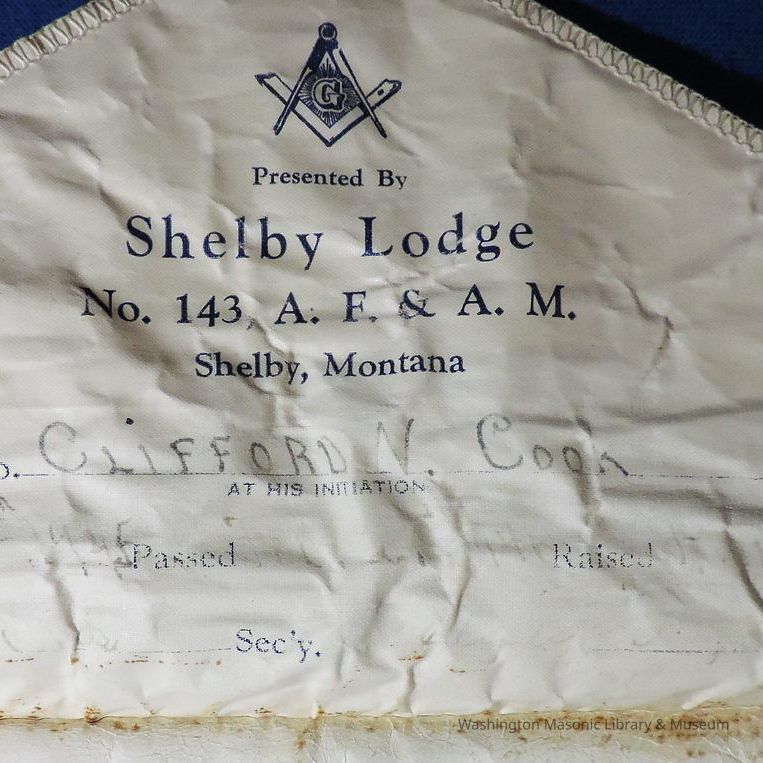 G
Presented By
Shelby Lodge
No. 143, A. F. & A. M.
Shelby, Montana
CLIFFORD N. Cook
AT HIS INITIATION
Passed Raised
Sec'y.
Washington Masonic Library & Museum